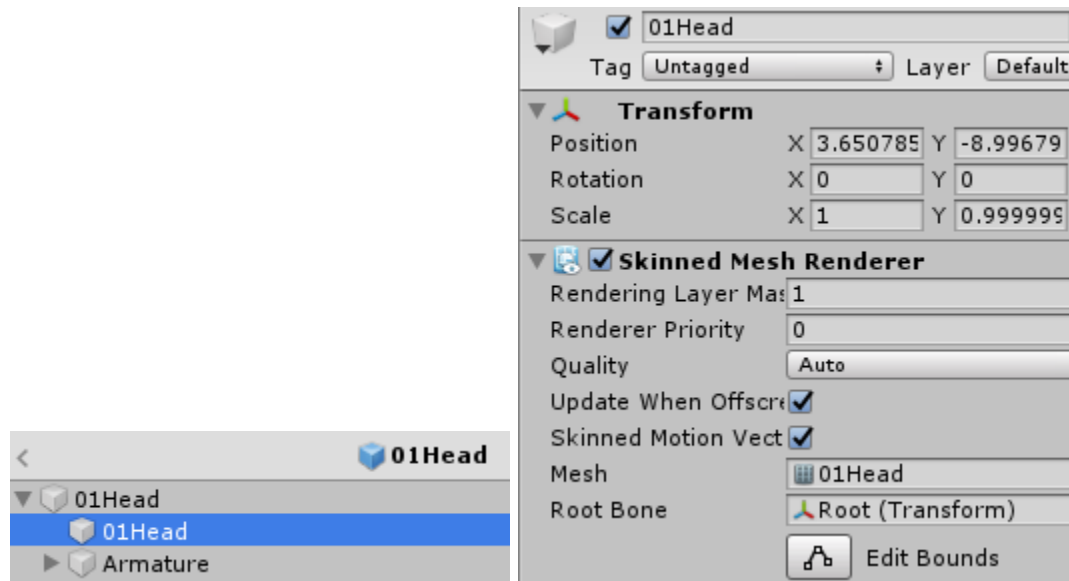 < 01Head
01Head
01Head
Armature
01Head
Tag Untagged Layer Default
Transform
Position X 3.650785 Y -8.99679
Rotation X 0 Y 0
Scale X 1 Y 0.999999
Skinned Mesh Renderer
Rendering Layer Mas 1
Renderer Priority 0
Quality Auto
Update When Offscre
Skinned Motion Vect
Mesh 01Head
Root Bone Root (Transform)
Edit Bounds